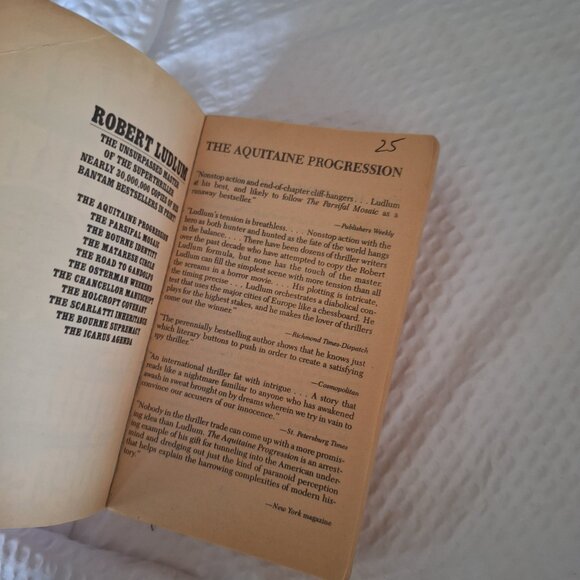 ROBERT LUDLUM
THE UNSURPASSED MASTER
OF THE SUPERTHRILLER
NEARLY 30,000,000 COPIES OF HIS
BANTAM BESTSELLERS IN PRINT
THE AQUITAINE PROGRESSION
THE PARSIFAL MOSAIC
THE BOURNE IDENTITY
THE MATARESE CIRCLE
THE ROAD TO GANDOLFO
THE OSTERMAN WEEKEND
THE CHANCELLOR MANUSCRIPT
THE HOLCROFT COVENANT
THE SCARLATTI INHERITANCE
THE BOURNE SUPREMACY
THE ICARUS AGENDA
25
THE AQUITAINE PROGRESSION
"Nonstop action and end-of-chapter cliff-hangers . . . Ludlum
at his best, and likely to follow The Parsifal Mosaic as a
runaway bestseller."
—Publishers Weekly
"Ludlum's tension is breathless. . . . Nonstop action with the
hero as both hunter and hunted as the fate of the world hangs
in the balance. . . . There have been dozens of thriller writers
over the past decade who have attempted to copy the Robert
Ludlum formula, but none has the touch of the master.
Ludlum can fill the simplest scene with more tension than all
the screams in a horror movie. . . . His plotting is intricate,
the timing precise. . . . Ludlum orchestrates a diabolical con-
test that uses the major cities of Europe like a chessboard. He
plays for the highest stakes, and he makes the lover of thrillers
come out the winner."
—Richmond Times-Dispatch
"The perennially bestselling author shows that he knows just
which literary buttons to push in order to create a satisfying
spy thriller."
—Cosmopolitan
"An international thriller fat with intrigue . . . A story that
reads like a nightmare familiar to anyone who has awakened
awash in sweat brought on by dreams wherein we try in vain to
convince our accusers of our innocence."
—St. Petersburg Times
"Nobody in the thriller trade can come up with a more promis-
ing idea than Ludlum. The Aquitaine Progression is an arrest-
ing example of his gift for tunneling into the American under-
mind and dredging out just the kind of paranoid perception
that helps explain the harrowing complexities of modern his-
tory."
—New York magazine